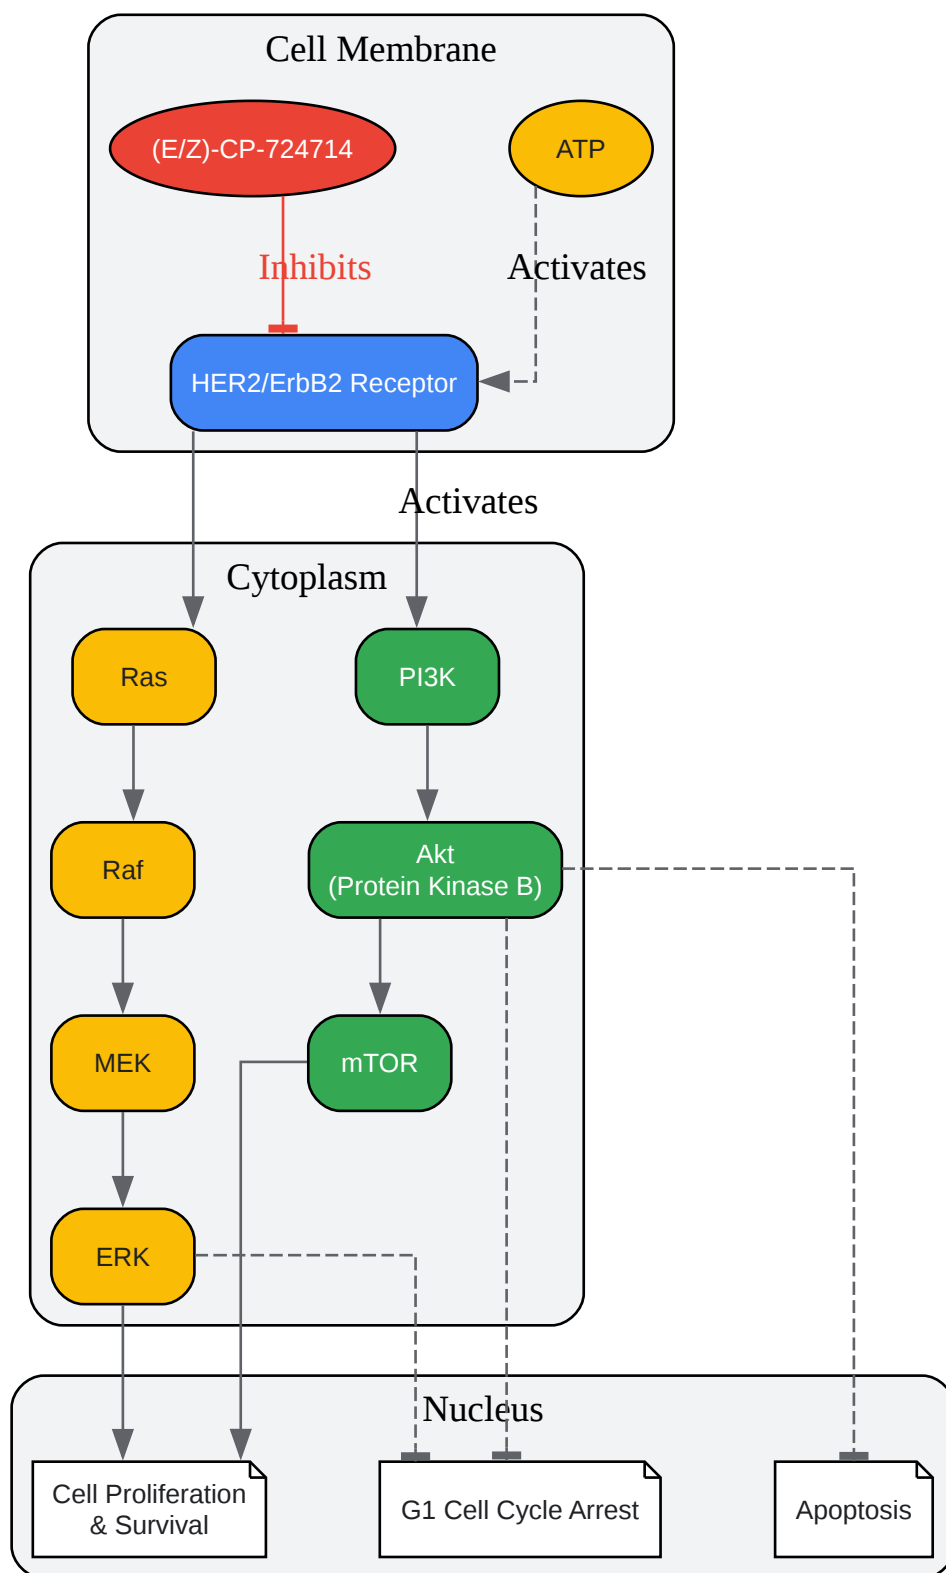 Cell Membrane
(E/Z)-CP-724714
ATP
Inhibits
Activates
HER2/ErbB2 Receptor
Activates
Cytoplasm
Ras
PI3K
Raf
Akt
(Protein Kinase B)
MEK
mTOR
ERK
Nucleus
Cell Proliferation
& Survival
G1 Cell Cycle Arrest
Apoptosis